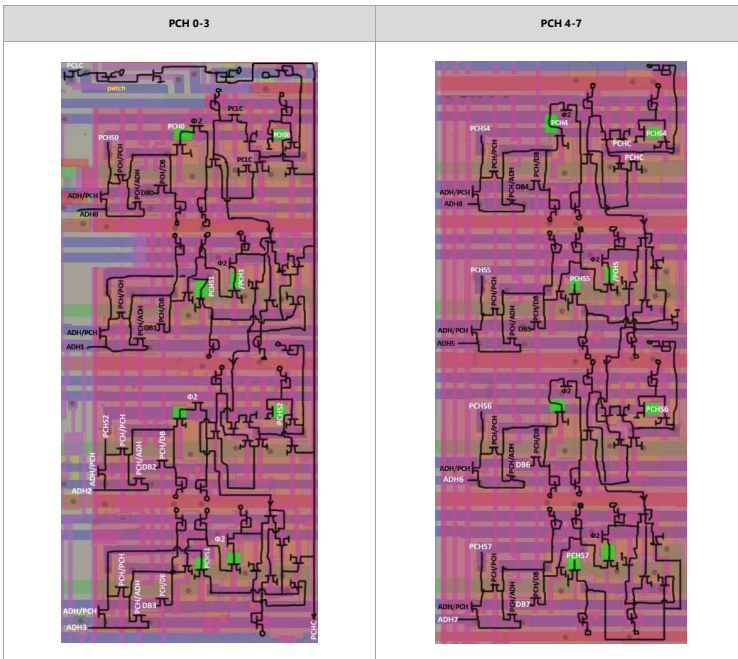 PCH 0-3
PCLC
patch
PCHS0
PCH0
Φ2
PCLC
PCHS0
PCH/PCH
PCH/DB
PCLC
ADH/PCH
PCH/ADH
DB0
ADH0
Φ2
PCHS1
/PCH1
PCH/PCH
PCH/ADH
PCH/DB
ADH/PCH
DB1
ADH1
Φ2
PCHS2
PCHS2
PCH/PCH
PCH/DB
ADH/PCH
PCH/ADH
DB2
ADH2
Φ2
PCHS3
PCH/PCH
PCH/ADH
PCH/DB
ADH/PCH
DB3
ADH3
PCHC
PCH 4-7
Φ2
PCH4
PCHS4
PCHS4
PCHC
PCH/PCH
PCHC
PCH/DB
ADH/PCH
PCH/ADH
DB4
ADH4
Φ2
PCHS5
PCHS5
/PCH5
PCH/PCH
PCH/DB
ADH/PCH
PCH/ADH
DB5
ADH5
Φ2
PCHS6
PCHS6
PCH/PCH
PCH/DB
ADH/PCH
PCH/ADH
DB6
ADH6
Φ2
PCHS7
PCHS7
PCH/PCH
PCH/DB
ADH/PCH
PCH/ADH
DB7
ADH7